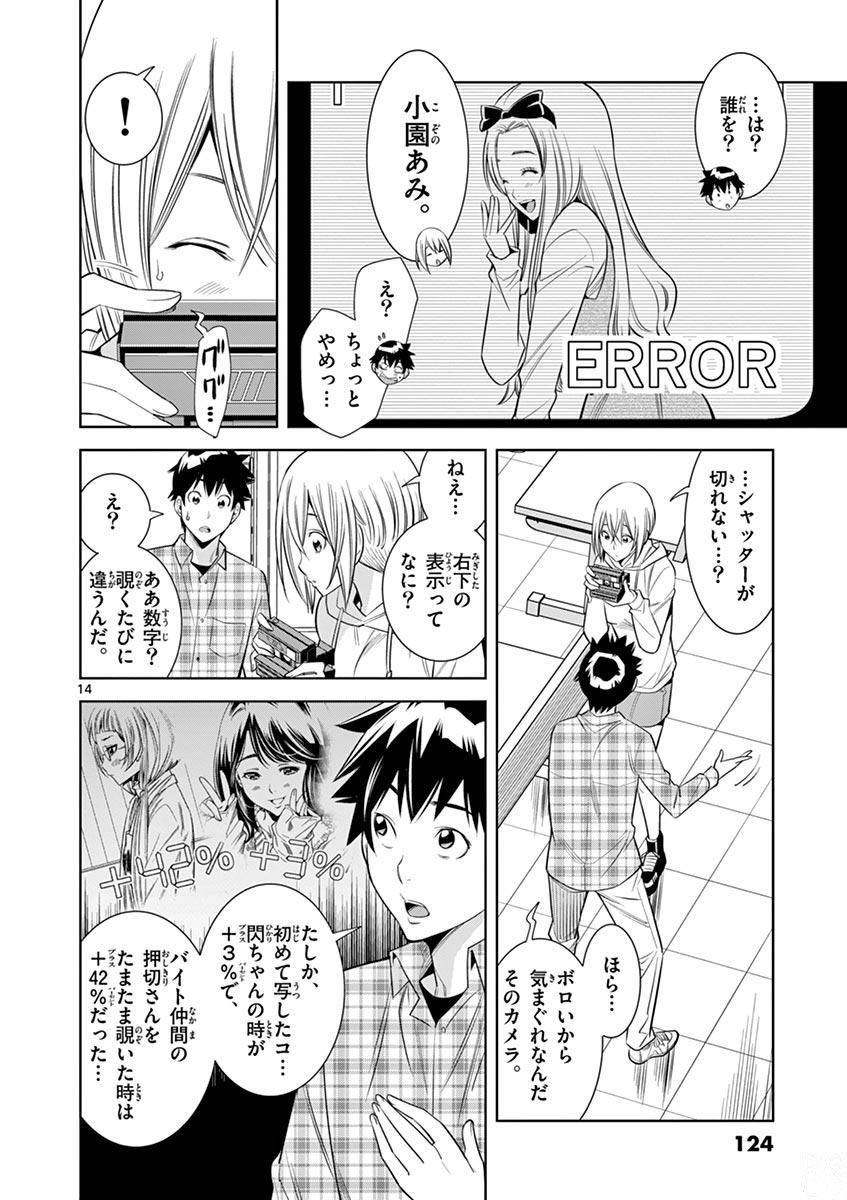 …は?
誰を?
小園あみ。
え?
ちょっと
やめっ…
ERROR
!
ググ…
…シャッターが
切れない…?
ほら…
ボロいから
気まぐれなんだ
そのカメラ。
ねえ…
右下の
表示って
なに?
え?
ああ数字?
覗くたびに
違うんだ。
14
+3%
+42%
たしか、
初めて写したコ…
閃ちゃんの時が
+3%で、
バイト仲間の
押切さんを
たまたま覗いた時は
+42%だった…
124